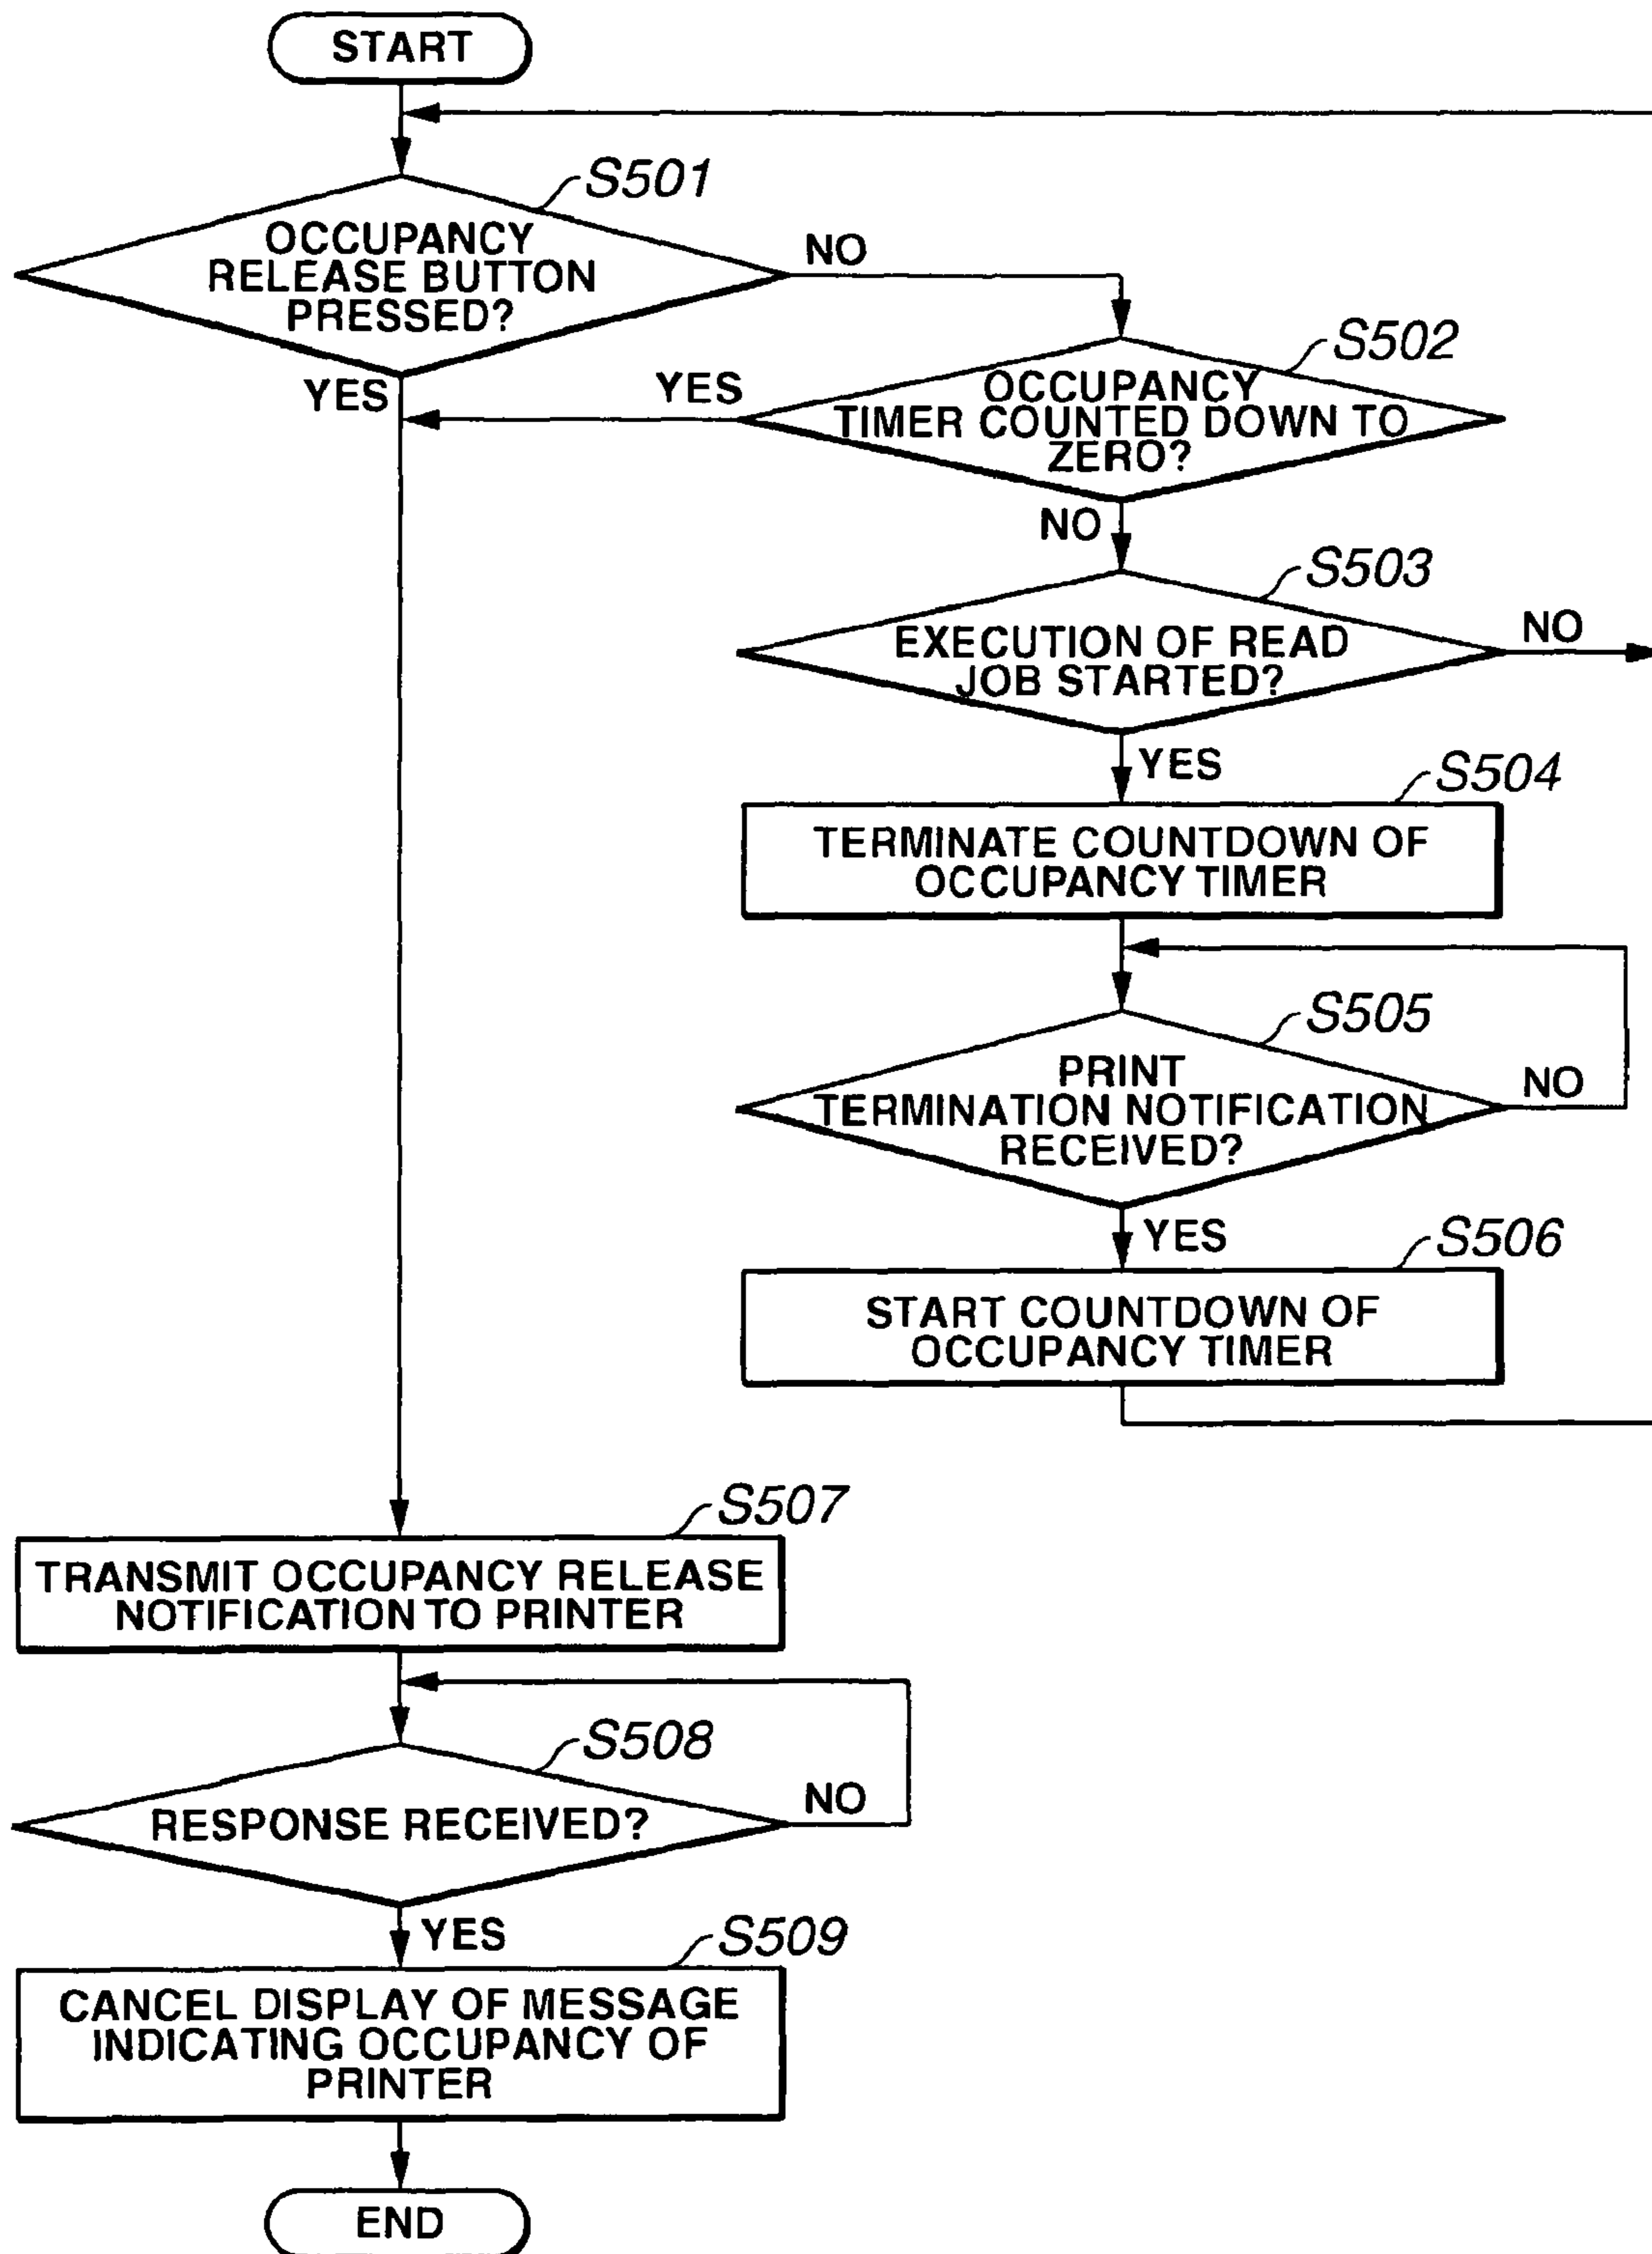 START
S501
OCCUPANCY
RELEASE BUTTON
PRESSED?
NO
YES
S502
YES
OCCUPANCY
TIMER COUNTED DOWN TO
ZERO?
NO
S503
EXECUTION OF READ
JOB STARTED?
NO
YES
S504
TERMINATE COUNTDOWN OF
OCCUPANCY TIMER
S505
PRINT
TERMINATION NOTIFICATION
RECEIVED?
NO
YES
S506
START COUNTDOWN OF
OCCUPANCY TIMER
S507
TRANSMIT OCCUPANCY RELEASE
NOTIFICATION TO PRINTER
S508
RESPONSE RECEIVED?
NO
YES
S509
CANCEL DISPLAY OF MESSAGE
INDICATING OCCUPANCY OF
PRINTER
END